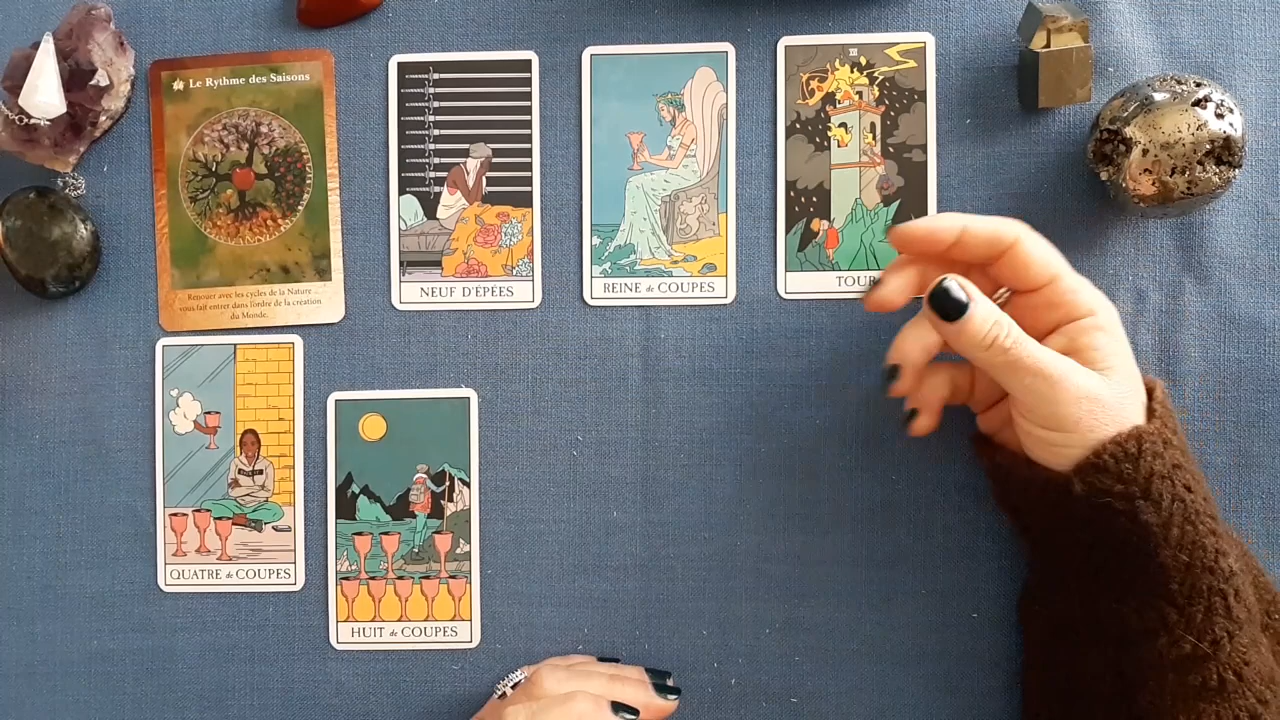 Le Rythme des Saisons
Renouer avec les cycles de la Nature ...
vous fait entrer dans l'ordre de la création
du Monde.
NEUF D'ÉPÉES
REINE de COUPES
TOUR
QUATRE de COUPES
HUIT de COUPES